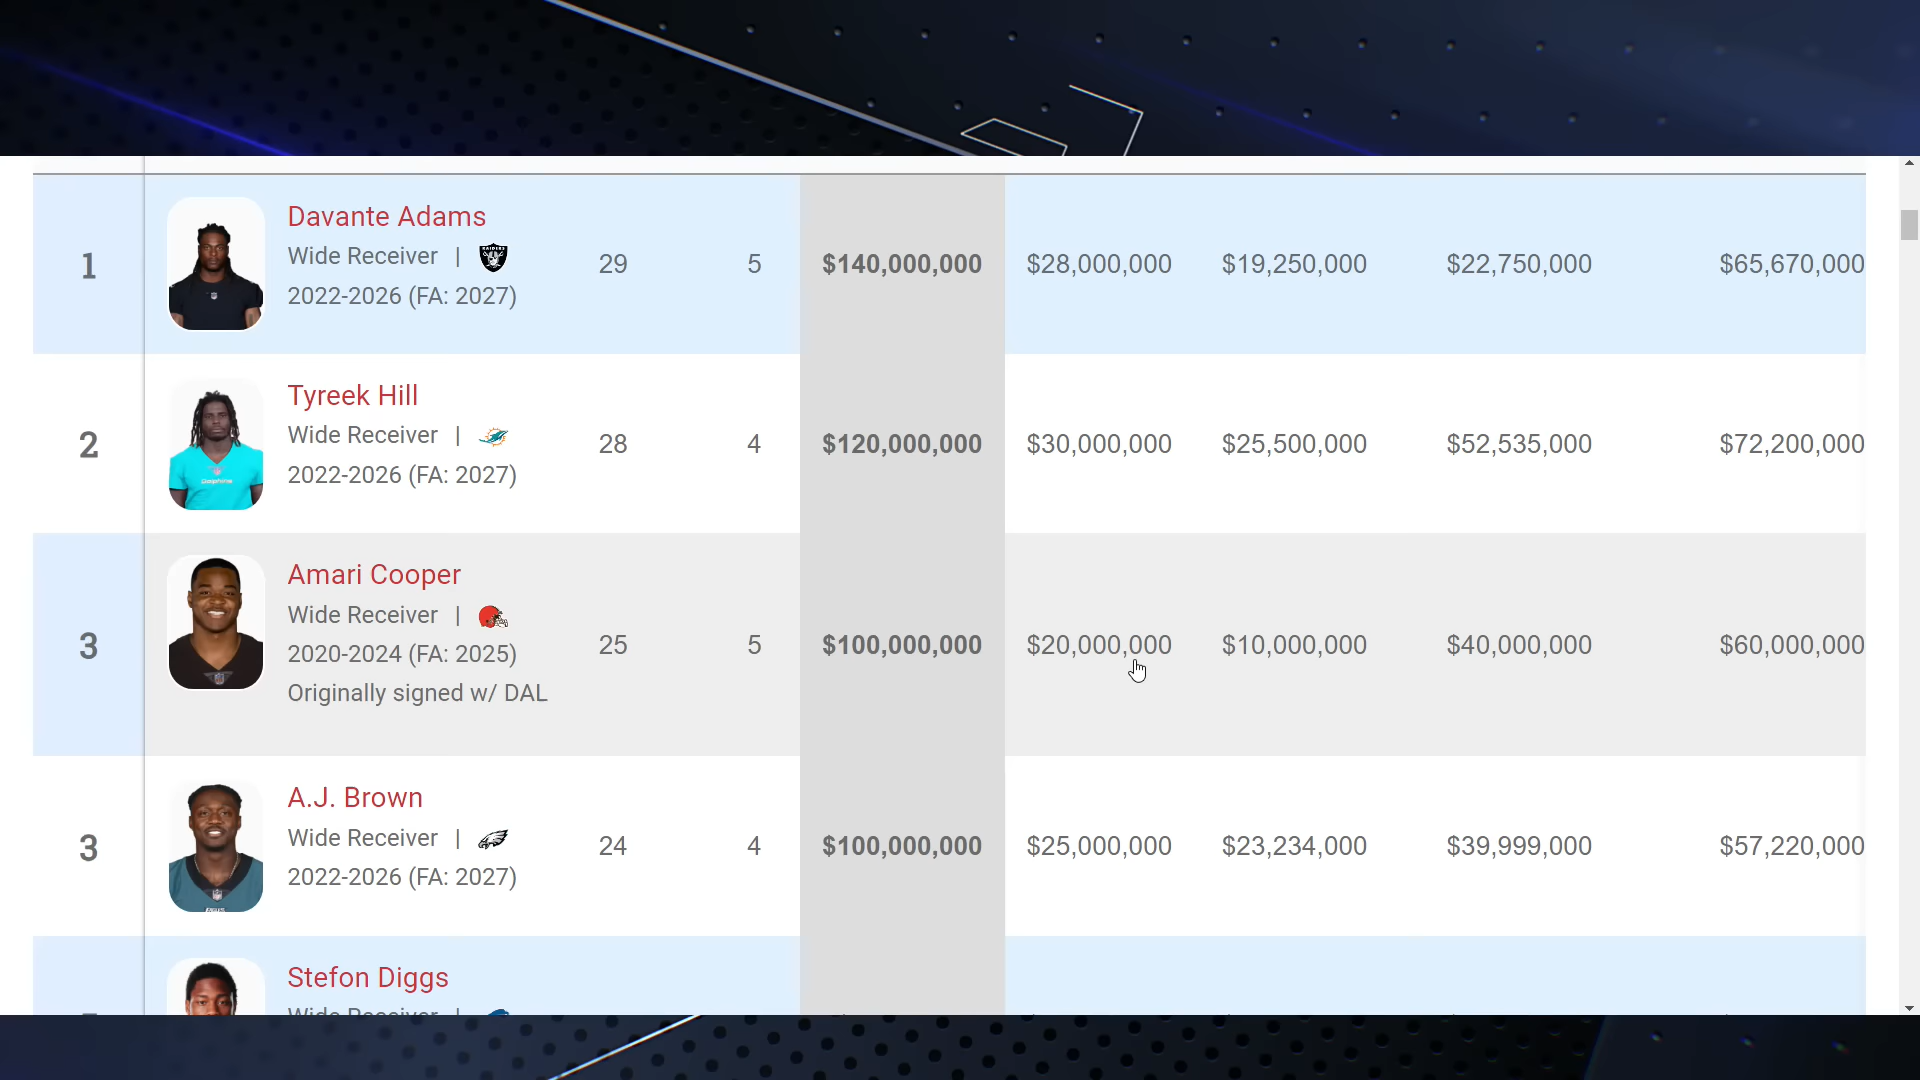 1
Davante Adams
Wide Receiver |
2022-2026 (FA: 2027)
29 5 $140,000,000 $28,000,000 $19,250,000 $22,750,000 $65,670,000
2
Tyreek Hill
Wide Receiver |
2022-2026 (FA: 2027)
28 4 $120,000,000 $30,000,000 $25,500,000 $52,535,000 $72,200,000
3
Amari Cooper
Wide Receiver |
2020-2024 (FA: 2025)
Originally signed w/ DAL
25 5 $100,000,000 $20,000,000 $10,000,000 $40,000,000 $60,000,000
3
A.J. Brown
Wide Receiver |
2022-2026 (FA: 2027)
24 4 $100,000,000 $25,000,000 $23,234,000 $39,999,000 $57,220,000
Stefon Diggs
Wide Receiver |